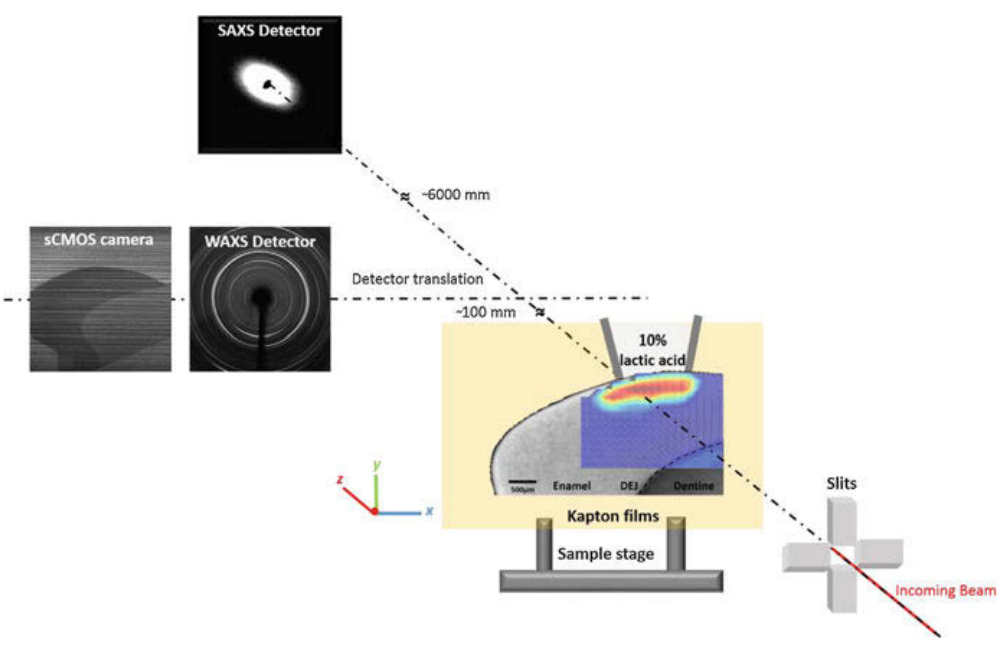 SAXS Detector
≈ ~6000 mm
sCMOS camera
WAXS Detector
Detector translation
~100 mm ≈
10%
lactic acid
z
y
x
500μm
Enamel
DEJ
Dentine
Kapton films
Sample stage
Slits
Incoming Beam